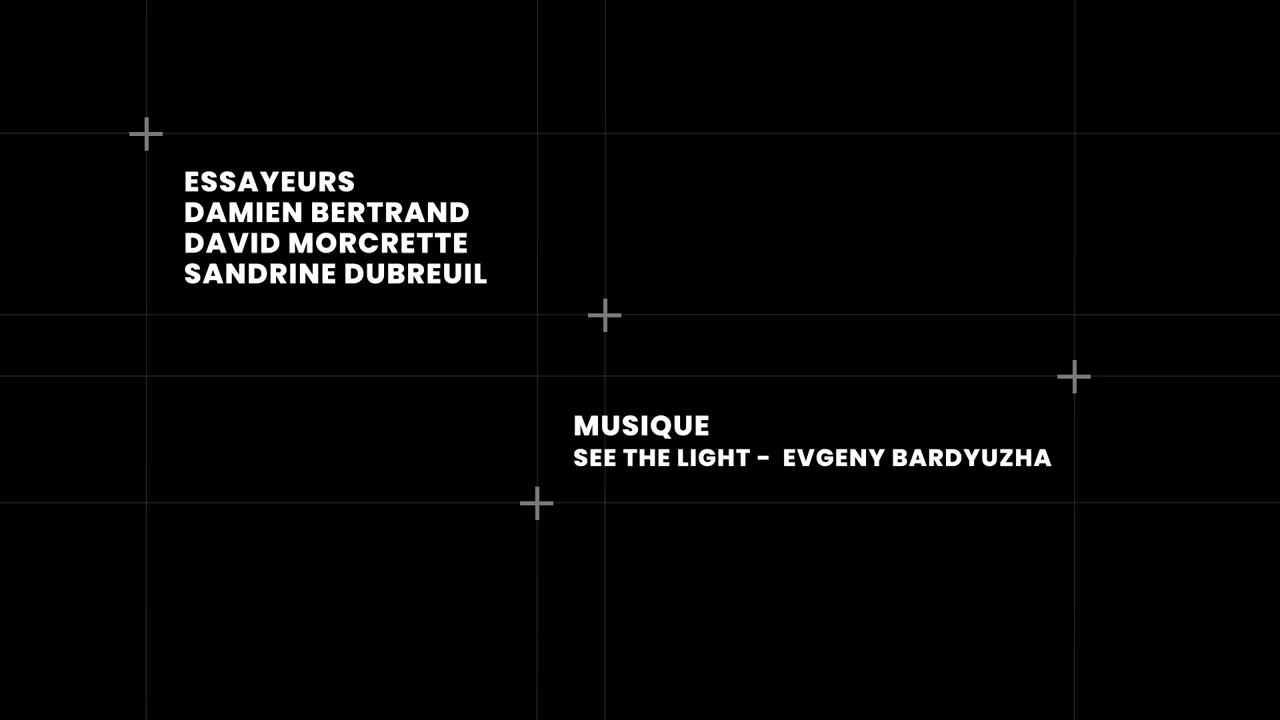 ESSAYEURS
DAMIEN BERTRAND
DAVID MORCRETTE
SANDRINE DUBREUIL
MUSIQUE
SEE THE LIGHT - EVGENY BARDYUZHA